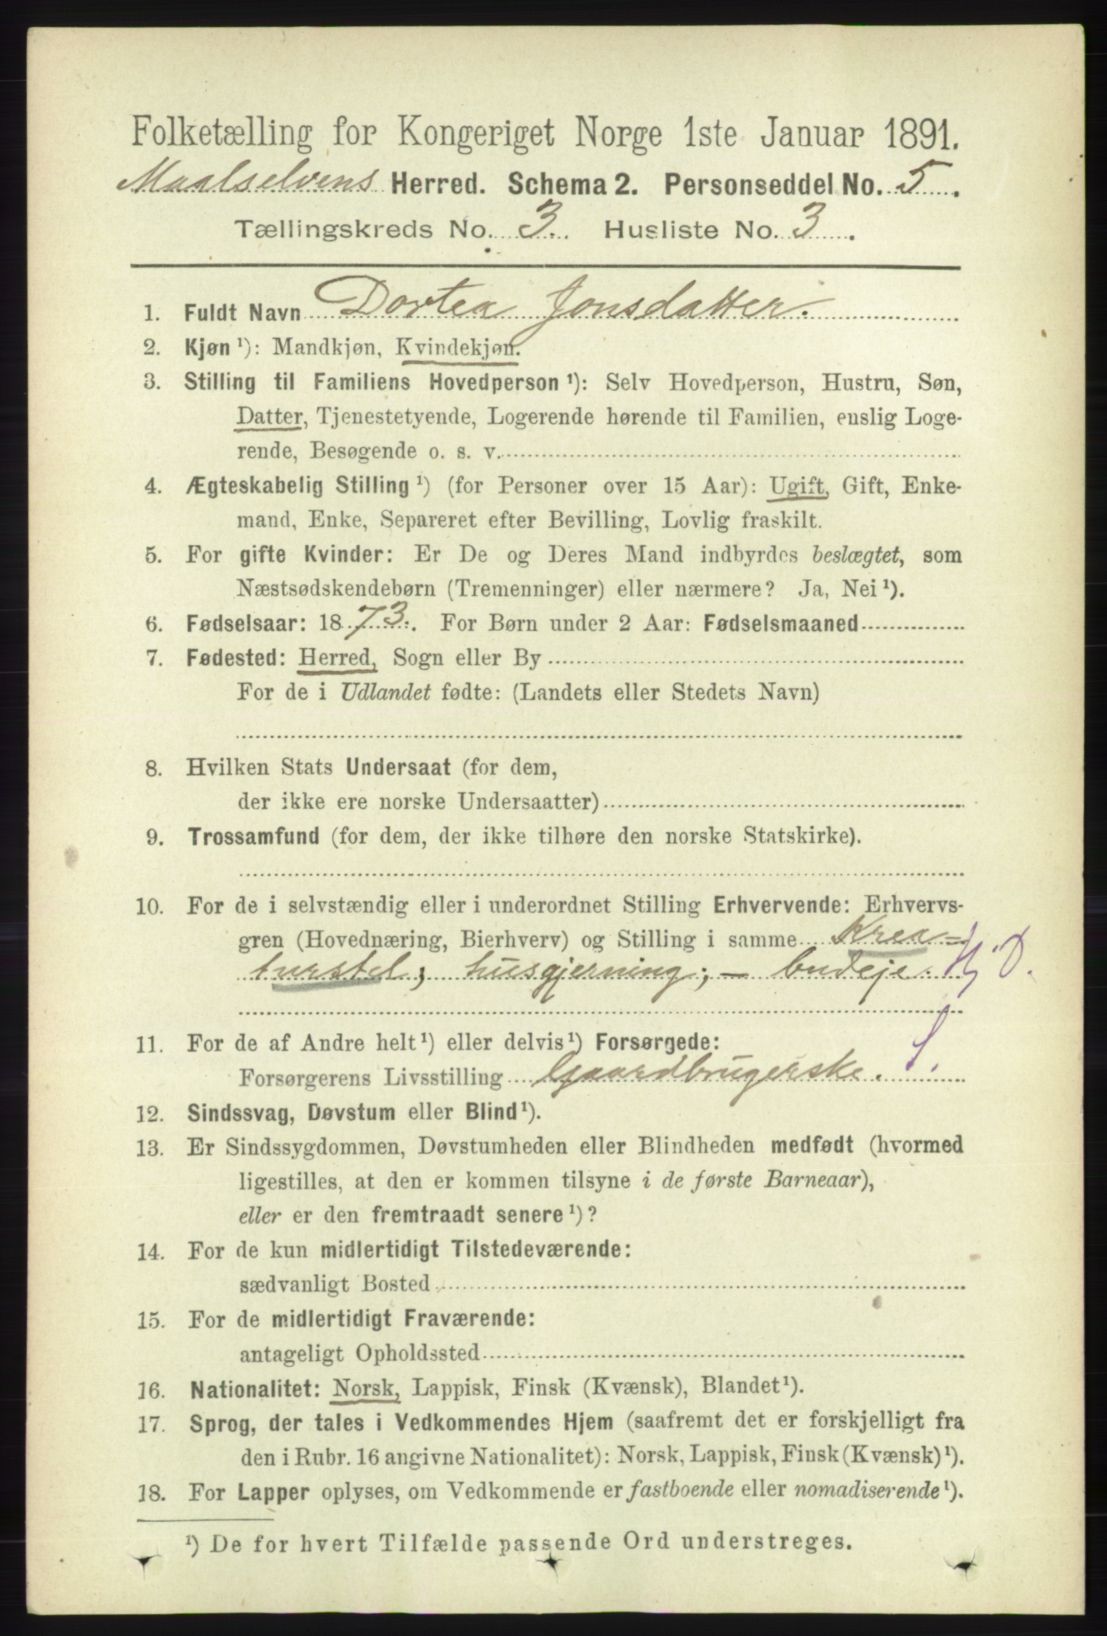 Folketælling for Kongeriget Norge 1ste Januar 1891.
Maalselvens Herred. Schema 2. Personseddel No. 5.
Tællingskreds No. 3. Husliste No. 3.
1. Fuldt Navn Dortea Jonsdatter.
2. Kjøn ¹): Mandkjøn, Kvindekjøn.
3. Stilling til Familiens Hovedperson ¹): Selv Hovedperson, Hustru, Søn,
Datter, Tjenestetyende, Logerende hørende til Familien, enslig Loge-
rende, Besøgende o. s. v.
4. Ægteskabelig Stilling ¹) (for Personer over 15 Aar): Ugift, Gift, Enke-
mand, Enke, Separeret efter Bevilling, Lovlig fraskilt.
5. For gifte Kvinder: Er De og Deres Mand indbyrdes beslægtet, som
Næstsødskendebørn (Tremenninger) eller nærmere? Ja, Nei ¹).
6. Fødselsaar: 1873. For Børn under 2 Aar: Fødselsmaaned
7. Fødested: Herred, Sogn eller By
For de i Udlandet fødte: (Landets eller Stedets Navn)
8. Hvilken Stats Undersaat (for dem,
der ikke ere norske Undersaatter)
9. Trossamfund (for dem, der ikke tilhøre den norske Statskirke).
10. For de i selvstændig eller i underordnet Stilling Erhvervende: Erhvervs-
gren (Hovednæring, Bierhverv) og Stilling i samme Krea=
turstel; husgjerning; - budeje. Hj D.
11. For de af Andre helt ¹) eller delvis ¹) Forsørgede:
Forsørgerens Livsstilling Gaardbrugerske.
12. Sindssvag, Døvstum eller Blind ¹).
13. Er Sindssygdommen, Døvstumheden eller Blindheden medfødt (hvormed
ligestilles, at den er kommen tilsyne i de første Barneaar),
eller er den fremtraadt senere ¹)?
14. For de kun midlertidigt Tilstedeværende:
sædvanligt Bosted
15. For de midlertidigt Fraværende:
antageligt Opholdssted
16. Nationalitet: Norsk, Lappisk, Finsk (Kvænsk), Blandet ¹).
17. Sprog, der tales i Vedkommendes Hjem (saafremt det er forskjelligt fra
den i Rubr. 16 angivne Nationalitet): Norsk, Lappisk, Finsk (Kvænsk) ¹).
18. For Lapper oplyses, om Vedkommende er fastboende eller nomadiserende ¹).
¹) De for hvert Tilfælde passende Ord understreges.